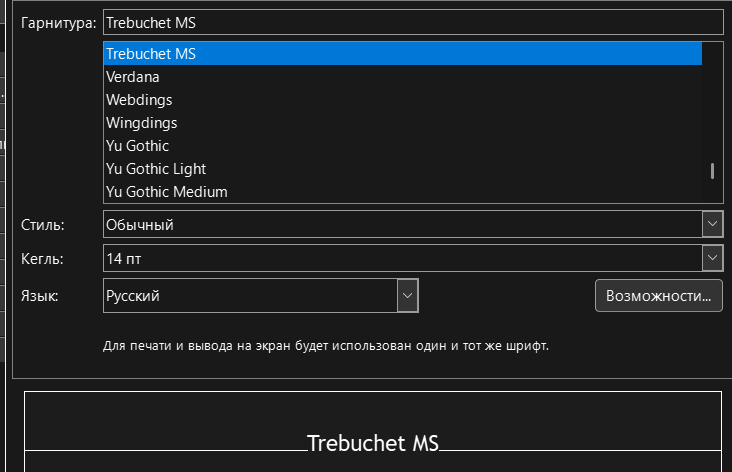 Гарнитура: Trebuchet MS
Trebuchet MS
Verdana
Webdings
Wingdings
Yu Gothic
Yu Gothic Light
Yu Gothic Medium
Стиль: Обычный
Кегль: 14 пт
Язык: Русский Возможности...
Для печати и вывода на экран будет использован один и тот же шрифт.
Trebuchet MS